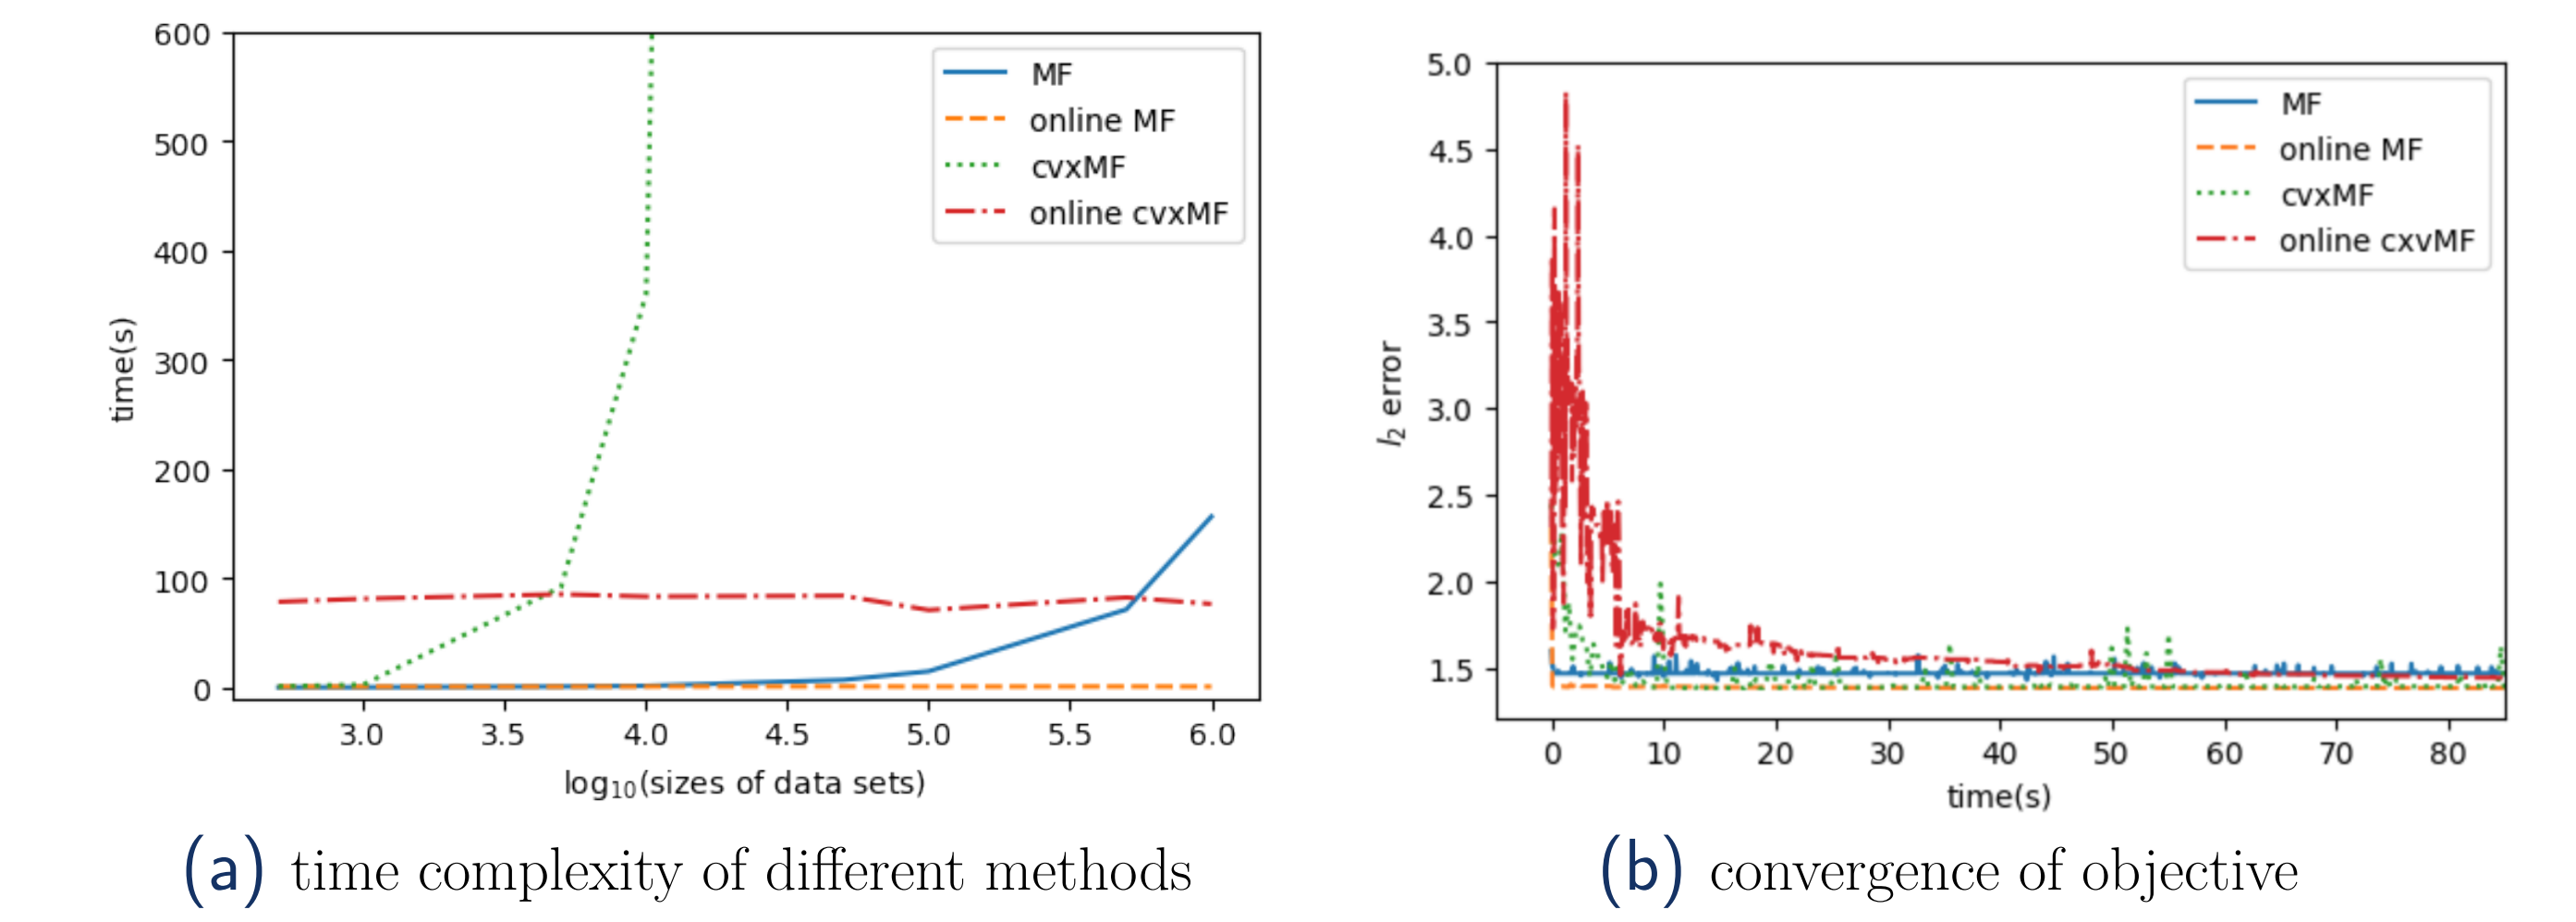 600
500
400
300
200
100
0
time(s)
3.0 3.5 4.0 4.5 5.0 5.5 6.0
log10(sizes of data sets)
MF
online MF
cvxMF
online cvxMF
(a) time complexity of different methods
5.0
4.5
4.0
3.5
3.0
2.5
2.0
1.5
l2 error
0 10 20 30 40 50 60 70 80
time(s)
MF
online MF
cvxMF
online cxvMF
(b) convergence of objective